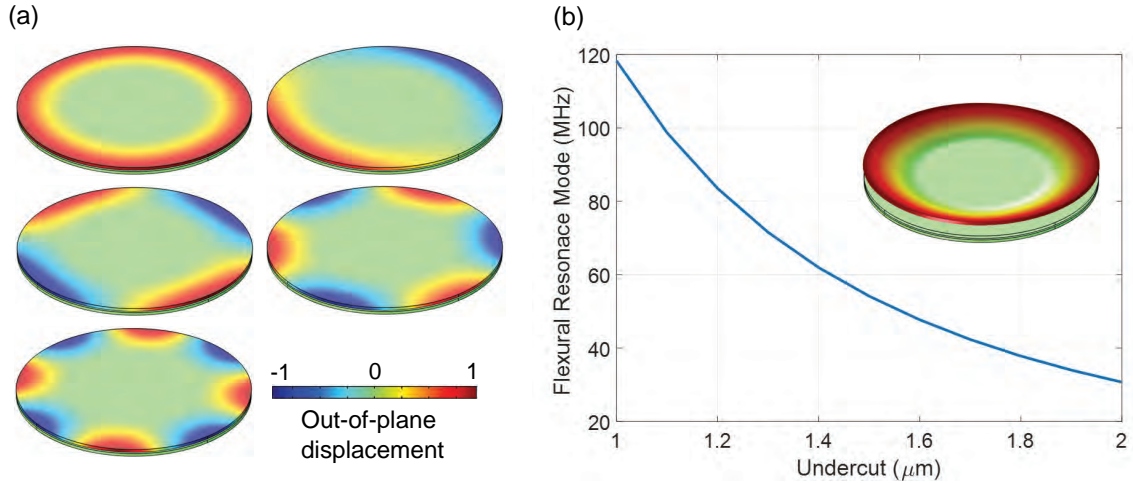 (a)
-1 0 1
Out-of-plane
displacement
(b)
Flexural Resonace Mode (MHz)
120
100
80
60
40
20
1 1.2 1.4 1.6 1.8 2
Undercut (μm)